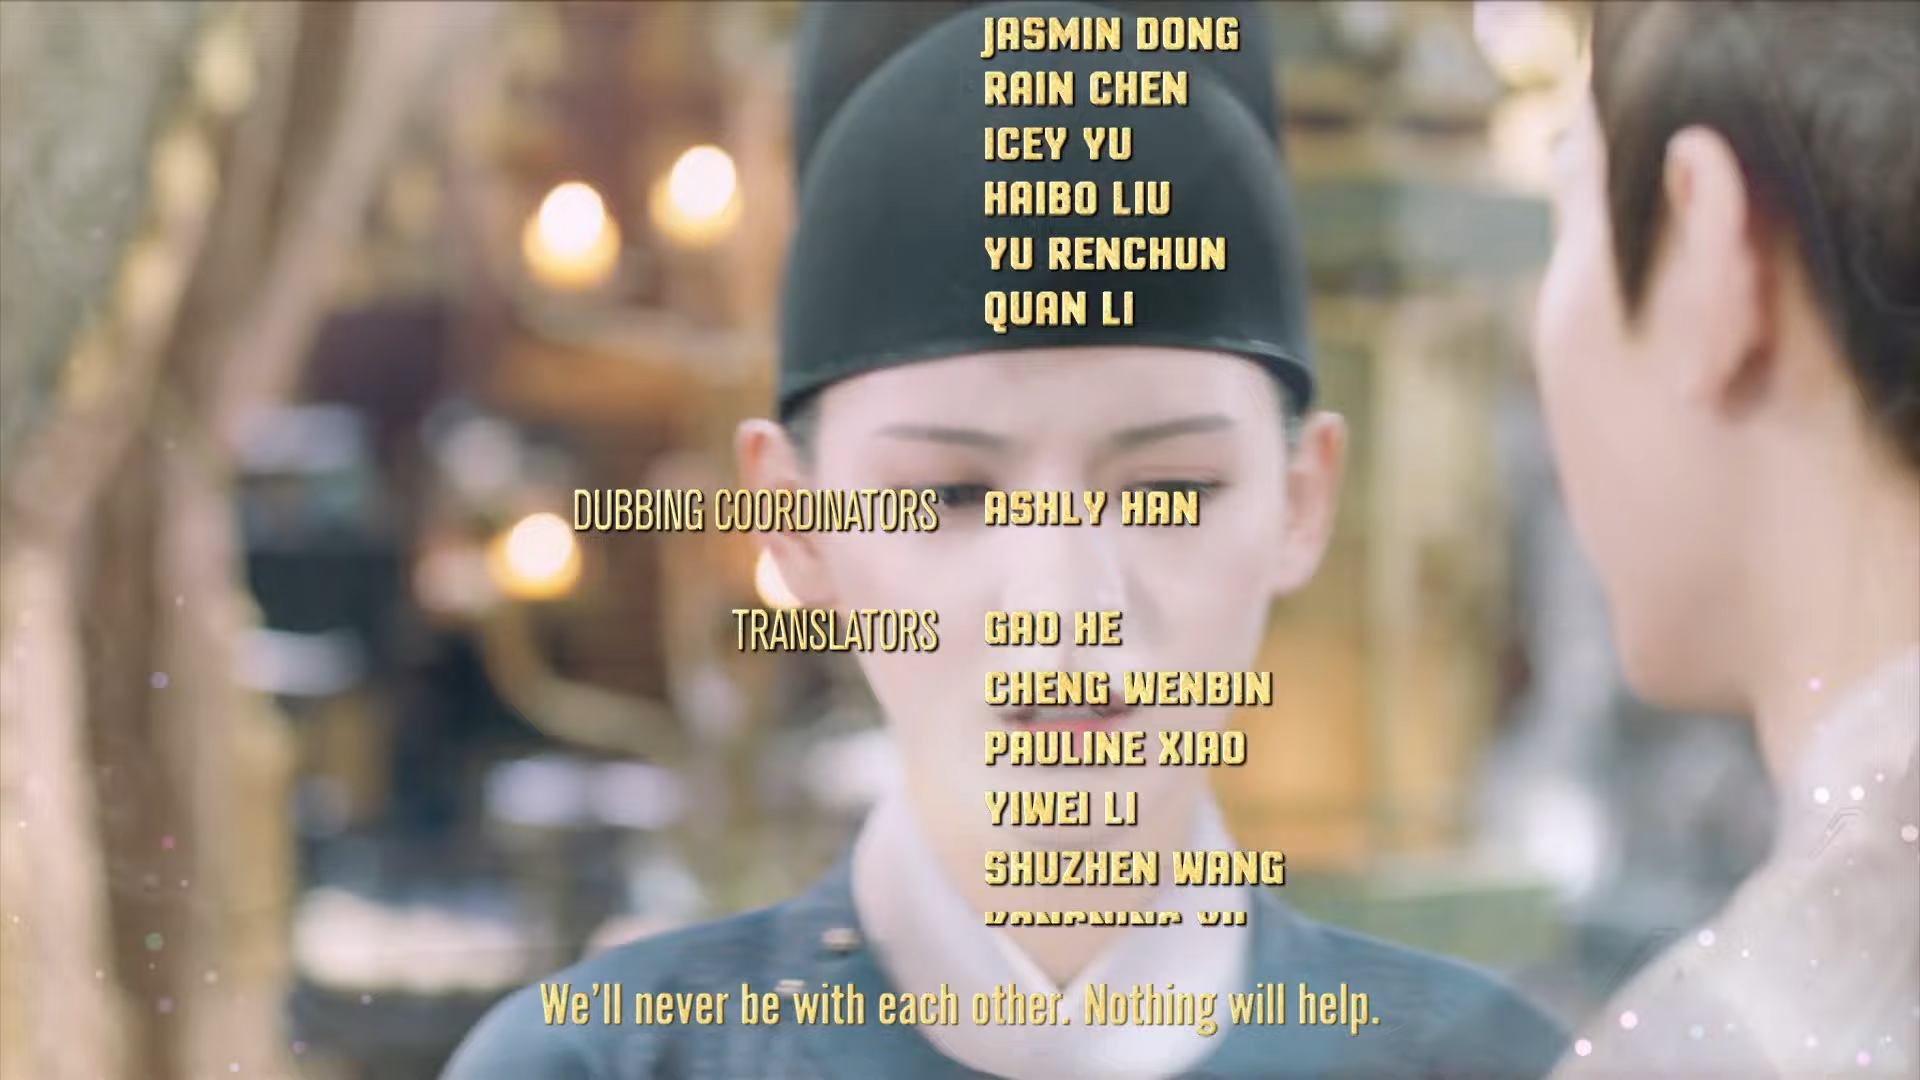 JASMIN DONG
RAIN CHEN
ICEY YU
HAIBO LIU
YU RENCHUN
QUAN LI
DUBBING COORDINATORS ASHLY HAN
TRANSLATORS GAO HE
CHENG WENBIN
PAULINE XIAO
YIWEI LI
SHUZHEN WANG
We'll never be with each other. Nothing will help.